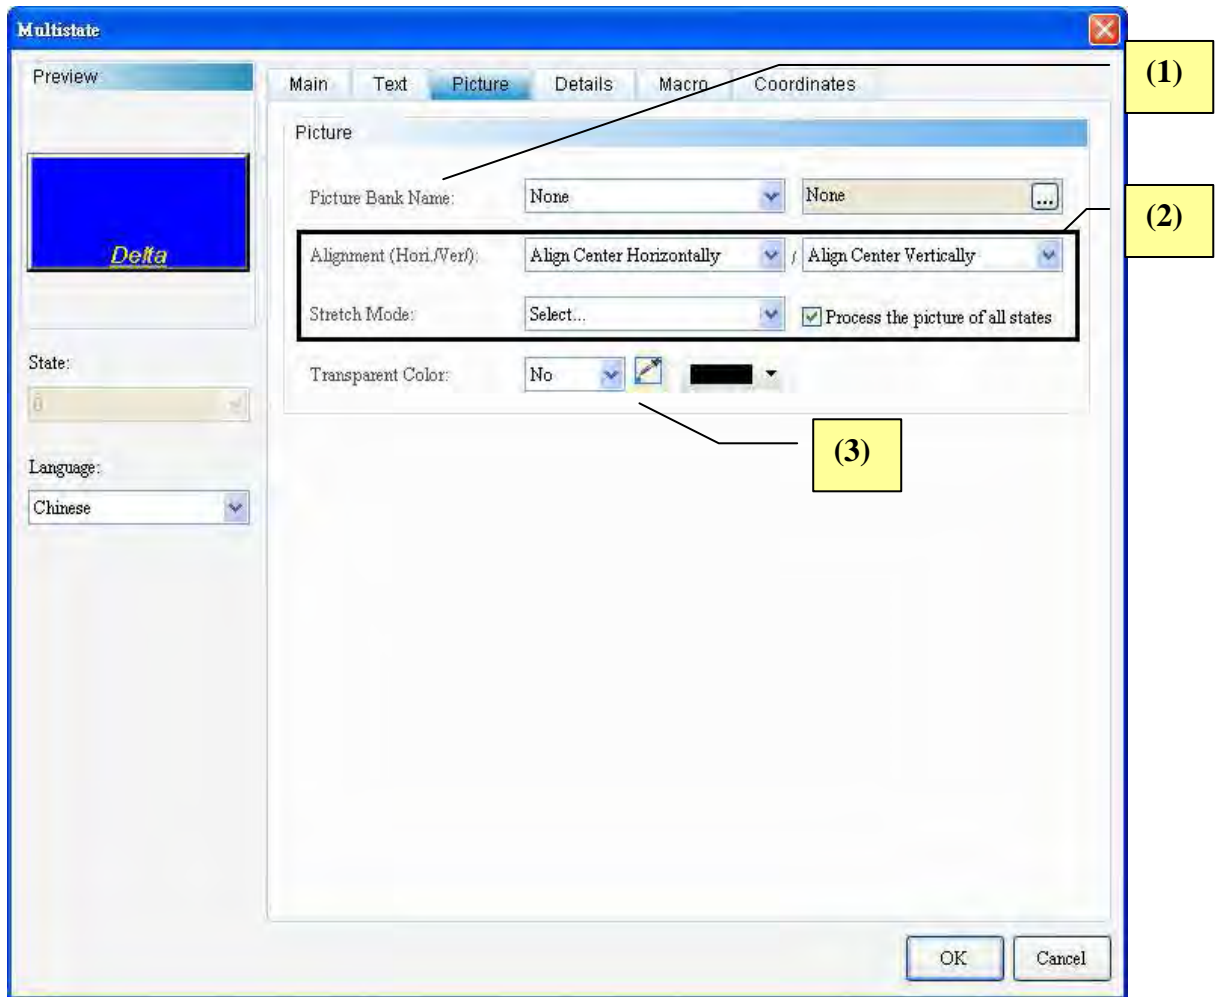 Multistate
Preview
Main Text Picture Details Macro Coordinates
(1)
Picture
Picture Bank Name: None None ...
(2)
Delta
Alignment (Hori./Ver/): Align Center Horizontally / Align Center Vertically
Stretch Mode: Select... Process the picture of all states
State:
0
Transparent Color: No
(3)
Language:
Chinese
OK Cancel